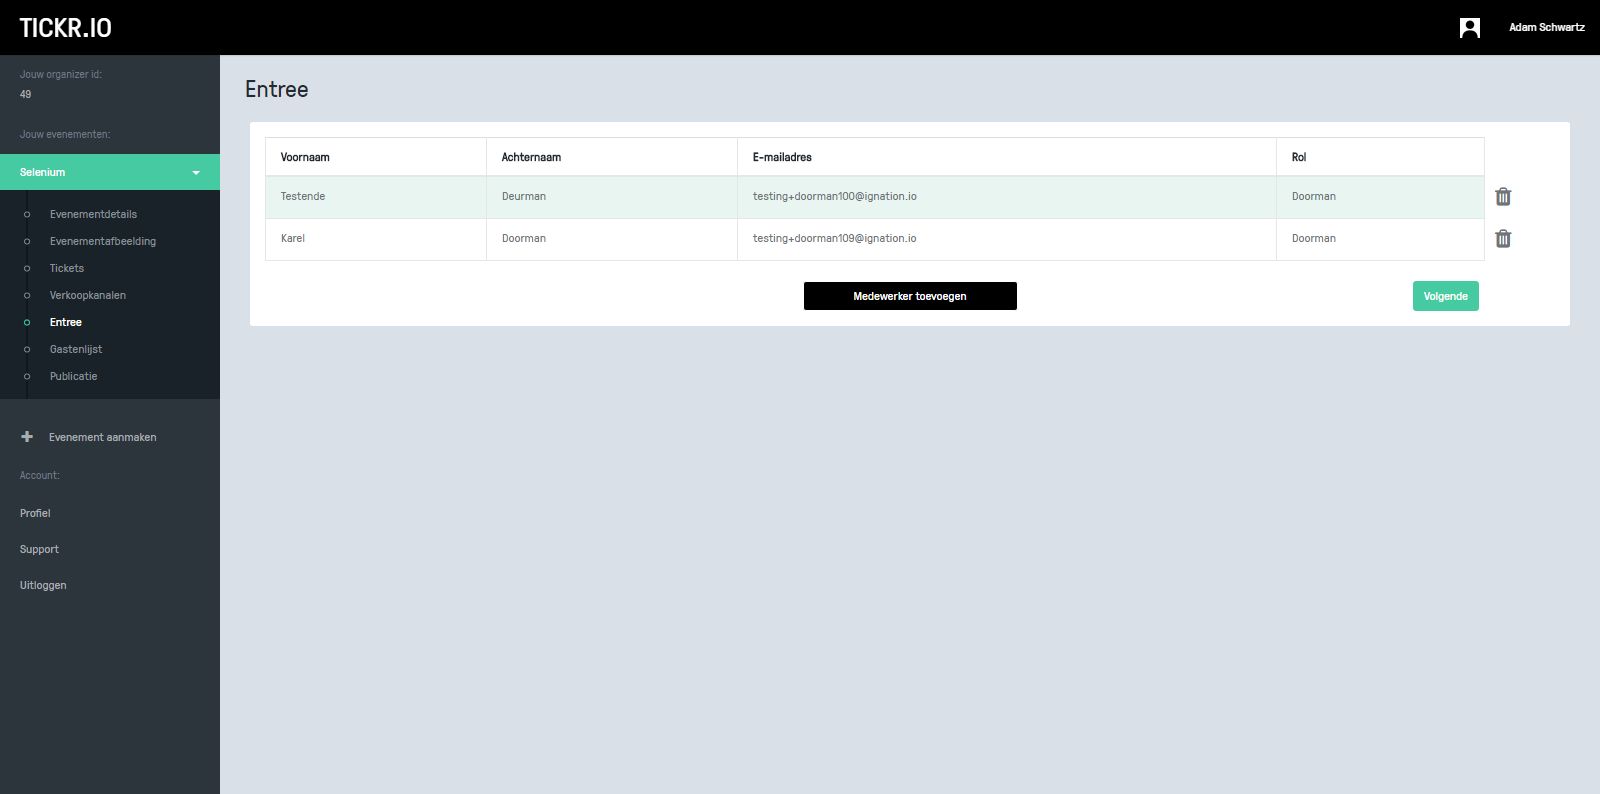 TICKR.IO
Adam Schwartz
Jouw organizer id:
49
Jouw evenementen:
Selenium
Evenementdetails
Evenementafbeelding
Tickets
Verkoopkanalen
Entree
Gastenlijst
Publicatie
Evenement aanmaken
Account:
Profiel
Support
Uitloggen
Entree
Voornaam Achternaam E-mailadres Rol
Testende Deurman testing+doorman100@ignation.io Doorman
Karel Doorman testing+doorman109@ignation.io Doorman
Medewerker toevoegen
Volgende